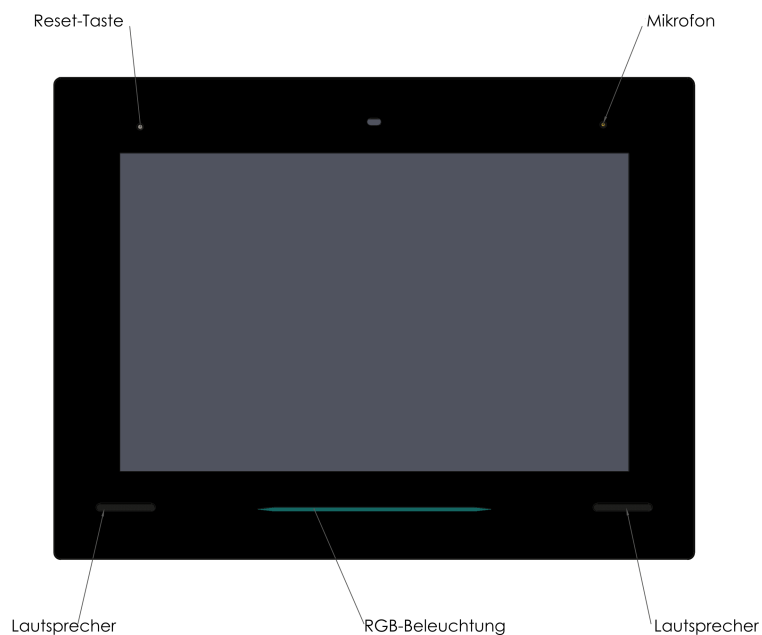 Reset-Taste
Mikrofon
Lautsprecher
RGB-Beleuchtung
Lautsprecher